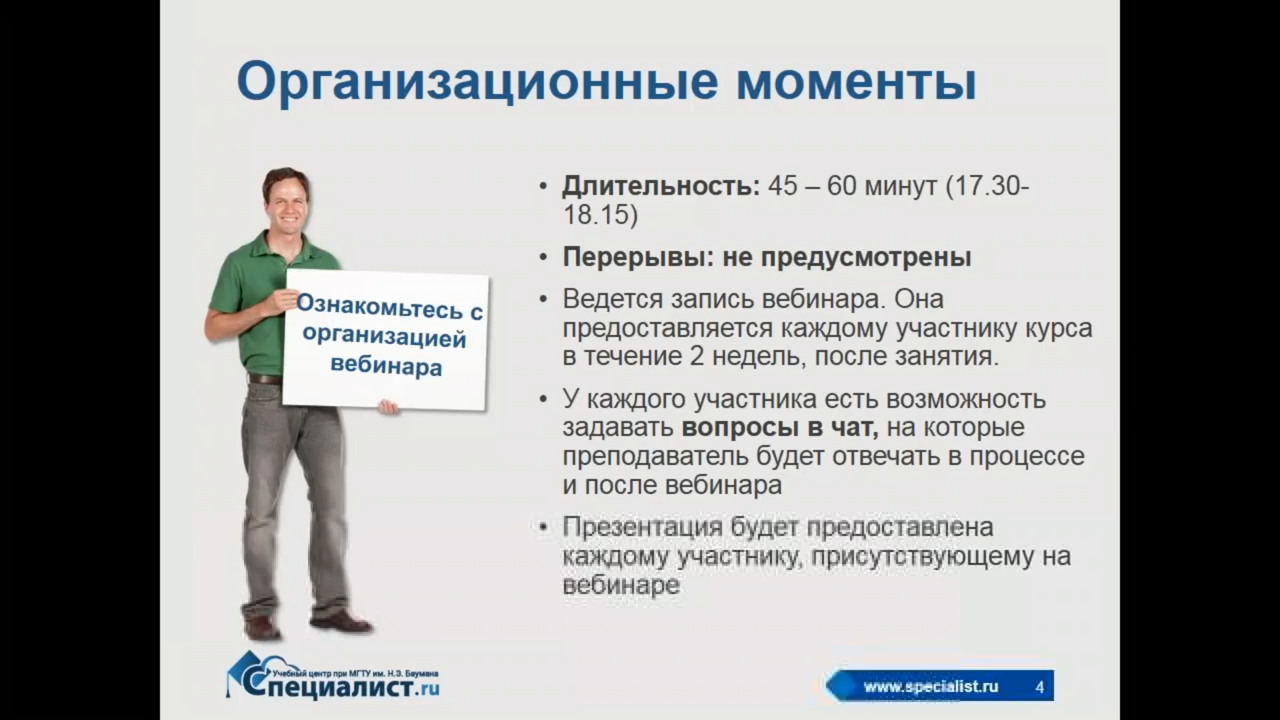 Организационные моменты
Ознакомьтесь с
организацией
вебинара
• Длительность: 45 – 60 минут (17.30-
18.15)
• Перерывы: не предусмотрены
• Ведется запись вебинара. Она
предоставляется каждому участнику курса
в течение 2 недель, после занятия.
• У каждого участника есть возможность
задавать вопросы в чат, на которые
преподаватель будет отвечать в процессе
и после вебинара
• Презентация будет предоставлена
каждому участнику, присутствующему на
вебинаре
Учебный центр при МГТУ им. Н.Э. Баумана
Специалист.ru
www.specialist.ru 4